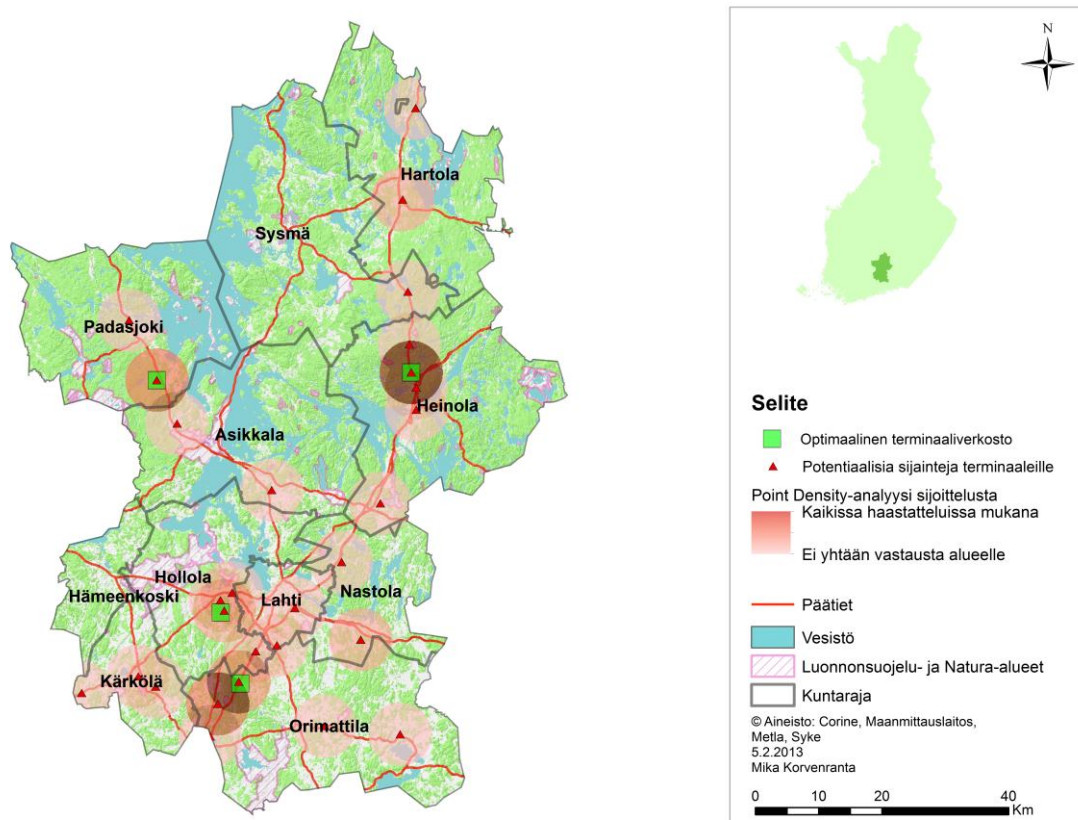 Hartola
Sysmä
Padasjoki
Heinola
Asikkala
Hollola
Hämeenkoski
Lahti
Nastola
Kärkölä
Orimattila
N
Selite
Optimaalinen terminaaliverkosto
Potentiaalisia sijainteja terminaaleille
Point Density-analyysi sijoittelusta
Kaikissa haastatteluissa mukana
Ei yhtään vastausta alueelle
Päätiet
Vesistö
Luonnonsuojelu- ja Natura-alueet
Kuntaraja
© Aineisto: Corine, Maanmittauslaitos,
Metla, Syke
5.2.2013
Mika Korvenranta
0 10 20 40
Km